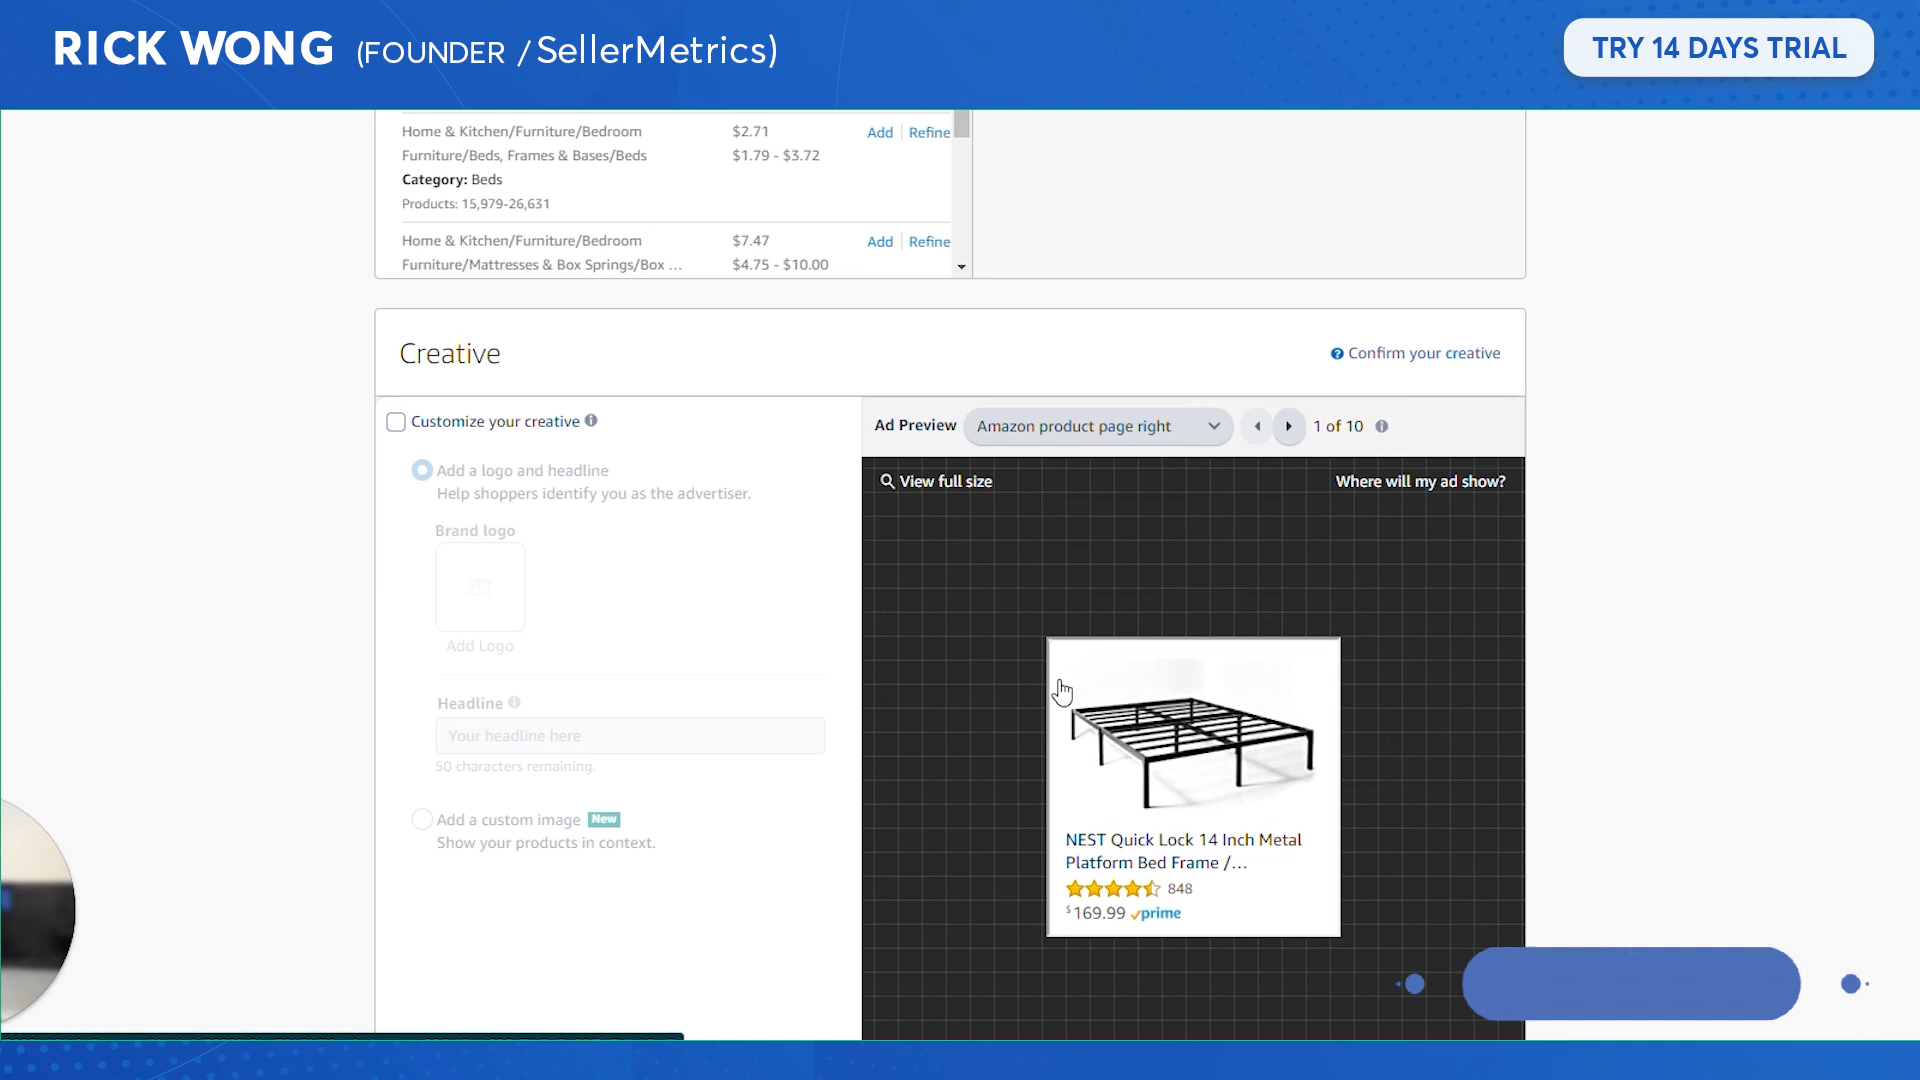 RICK WONG (FOUNDER / SellerMetrics)
TRY 14 DAYS TRIAL
Home & Kitchen/Furniture/Bedroom $2.71 Add Refine
Furniture/Beds, Frames & Bases/Beds $1.79 - $3.72
Category: Beds
Products: 15,979-26,631
Home & Kitchen/Furniture/Bedroom $7.47 Add Refine
Furniture/Mattresses & Box Springs/Box ... $4.75 - $10.00
Creative
Confirm your creative
Customize your creative
Add a logo and headline
Help shoppers identify you as the advertiser.
Brand logo
Add Logo
Headline
Your headline here
50 characters remaining.
Add a custom image New
Show your products in context.
Ad Preview Amazon product page right 1 of 10
View full size
Where will my ad show?
NEST Quick Lock 14 Inch Metal
Platform Bed Frame /...
848
$169.99 prime